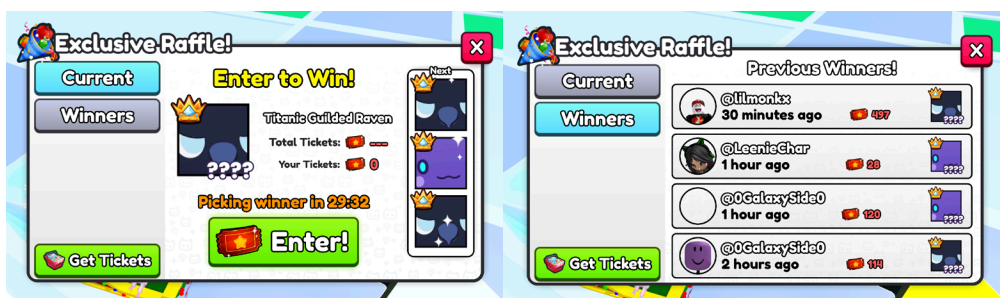 Exclusive Raffle!
X
Current
Winners
Get Tickets
Enter to Win!
Titanic Guilded Raven
Total Tickets: ---
Your Tickets: 0
????
Picking winner in 29:32
Enter!
Next
Exclusive Raffle!
X
Current
Winners
Get Tickets
Previous Winners!
@lilmonkx
30 minutes ago
497
????
@LeenieChar
1 hour ago
28
????
@0GalaxySide0
1 hour ago
120
????
@0GalaxySide0
2 hours ago
114
????